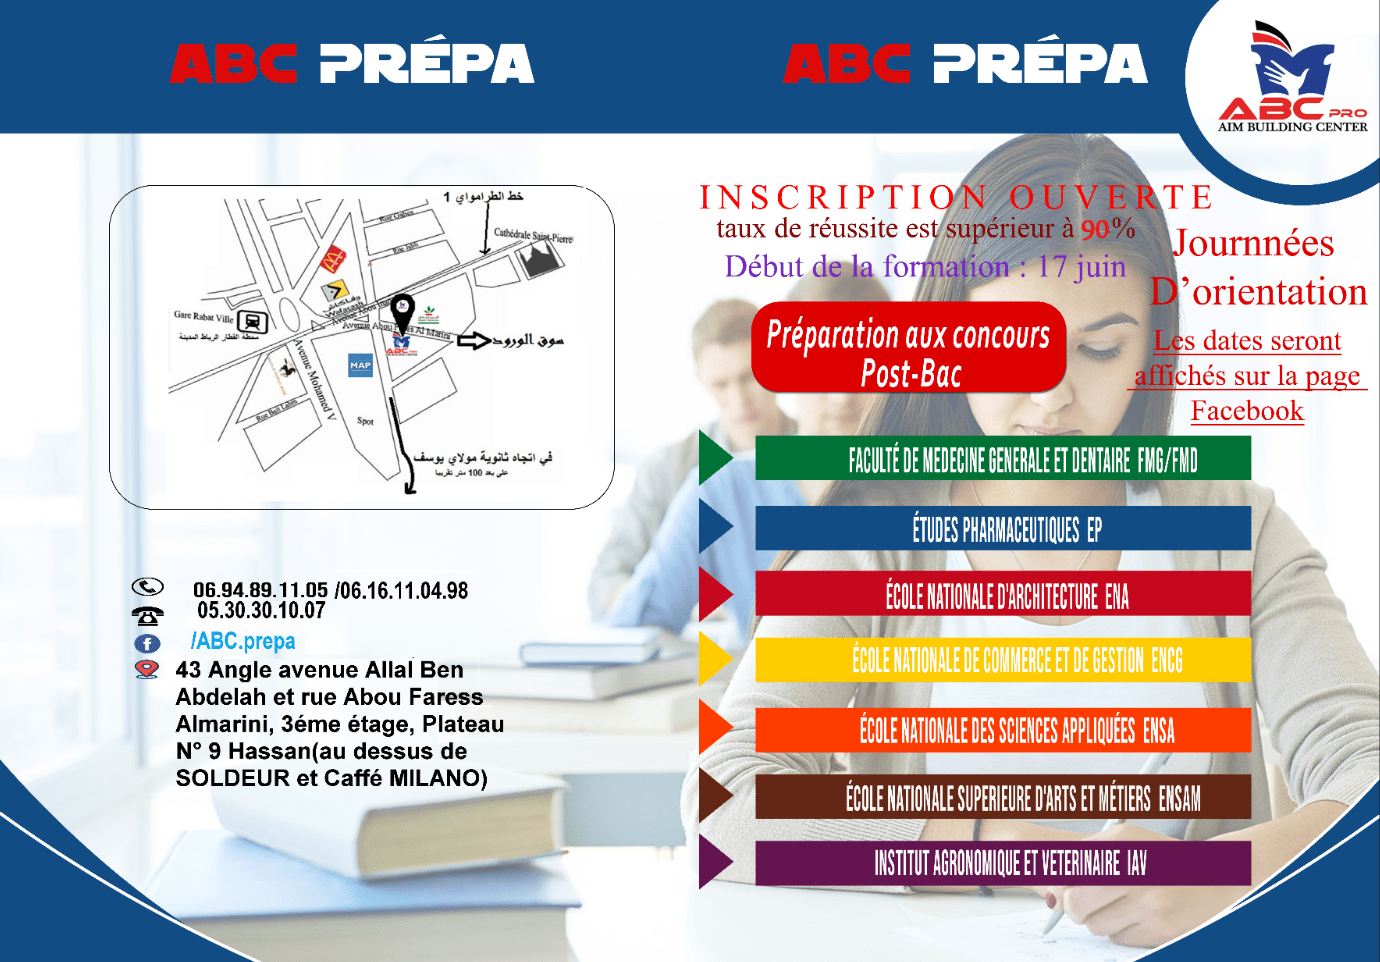 ABC PRÉPA
خط الطرامواي 1
Rue Gabes
Rue Jabli
Cathédrale Saint-Pierre
Gare Rabat Ville
محطة القطار الرباط المدينة
Avenue Abou Inan
Avenue Abou Fares Al Marini
سوق الورود
ABC PRO
MAP
Avenue Mohamed V
Rue Bait Lahm
Spot
في اتجاه ثانوية مولاي يوسف
على بعد 100 متر تقريبا
06.94.89.11.05 /06.16.11.04.98
05.30.30.10.07
/ABC.prepa
43 Angle avenue Allal Ben
Abdelah et rue Abou Faress
Almarini, 3éme étage, Plateau
N° 9 Hassan(au dessus de
SOLDEUR et Caffé MILANO)
ABC PRÉPA
ABC PRO
AIM BUILDING CENTER
INSCRIPTION OUVERTE
taux de réussite est supérieur à 90%
Début de la formation : 17 juin
Journnées
D’orientation
Les dates seront
affichés sur la page
Facebook
Préparation aux concours
Post-Bac
FACULTÉ DE MEDECINE GENERALE ET DENTAIRE FMG/FMD
ÉTUDES PHARMACEUTIQUES EP
ÉCOLE NATIONALE D'ARCHITECTURE ENA
ÉCOLE NATIONALE DE COMMERCE ET DE GESTION ENCG
ÉCOLE NATIONALE DES SCIENCES APPLIQUÉES ENSA
ÉCOLE NATIONALE SUPERIEURE D'ARTS ET MÉTIERS ENSAM
INSTITUT AGRONOMIQUE ET VETERINAIRE IAV